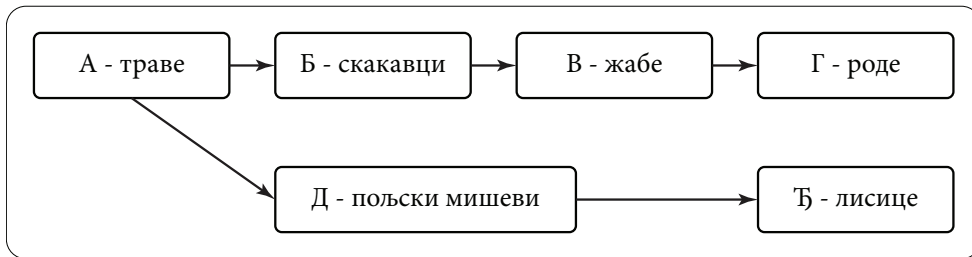 А - траве
Б - скакавци
В - жабе
Г - роде
Д - пољски мишеви
Ђ - лисице